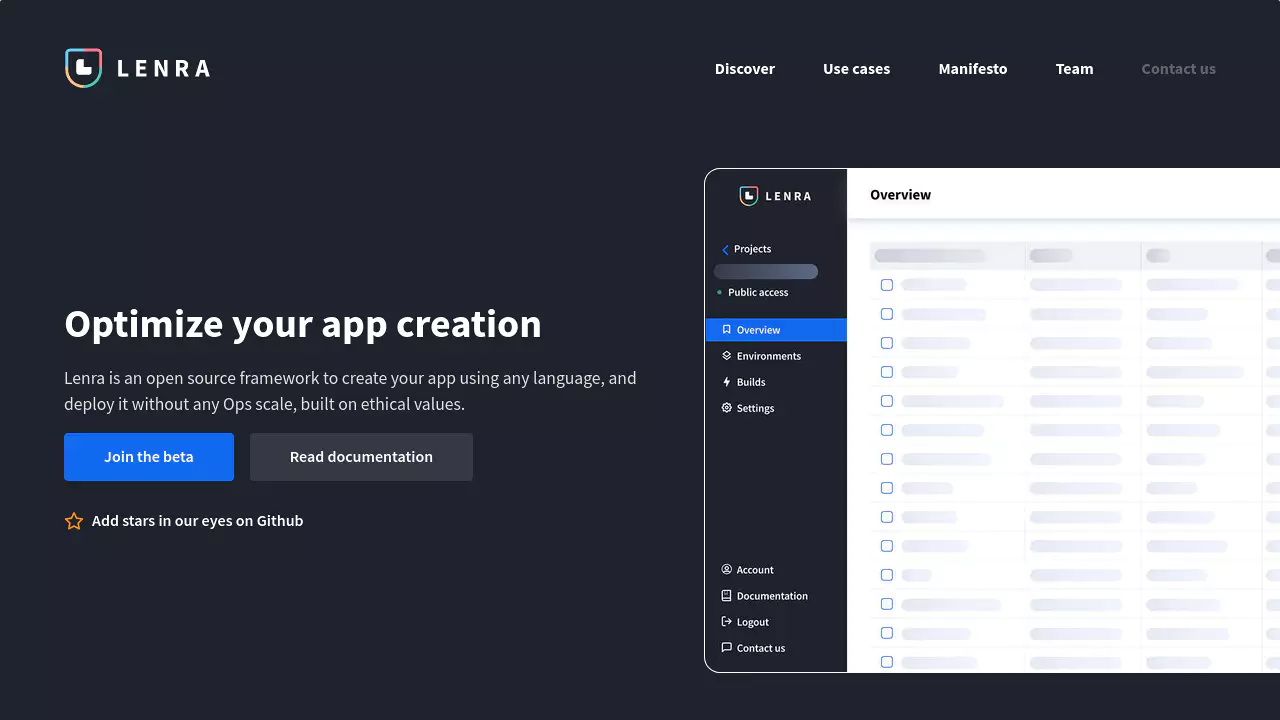 LENRA
Discover
Use cases
Manifesto
Team
Contact us
Optimize your app creation
Lenra is an open source framework to create your app using any language, and
deploy it without any Ops scale, built on ethical values.
Join the beta
Read documentation
Add stars in our eyes on Github
LENRA
Projects
Public access
Overview
Environments
Builds
Settings
Account
Documentation
Logout
Contact us
Overview